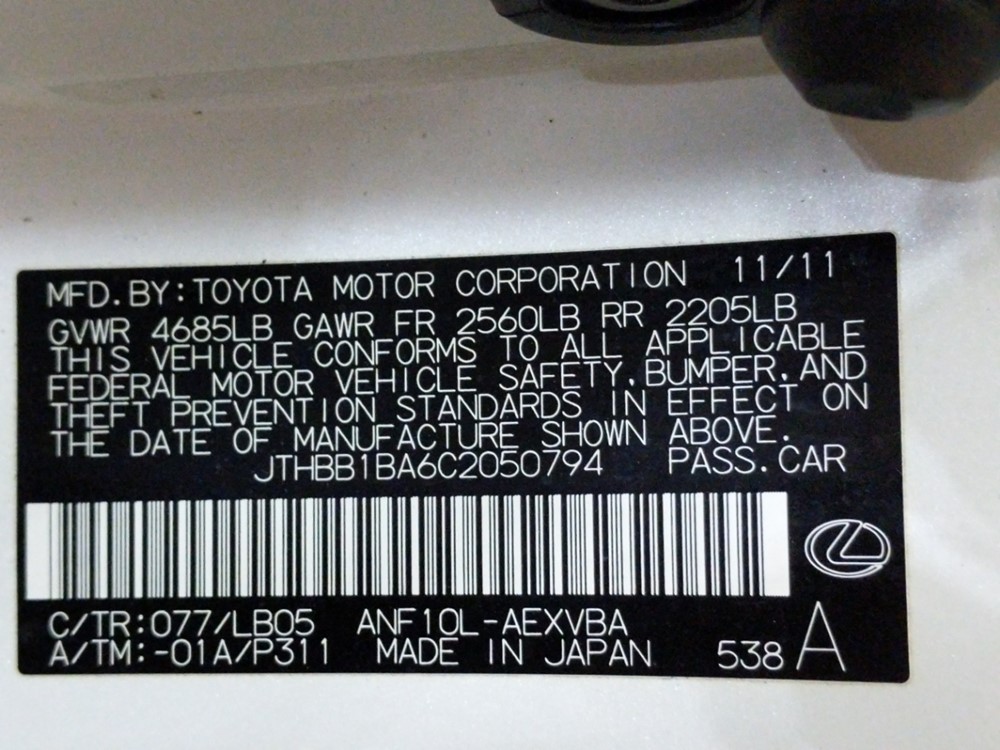 MFD.BY:TOYOTA MOTOR CORPORATION 11/11
GVWR 4685LB GAWR FR 2560LB RR 2205LB
THIS VEHICLE CONFORMS TO ALL APPLICABLE
FEDERAL MOTOR VEHICLE SAFETY,BUMPER,AND
THEFT PREVENTION STANDARDS IN EFFECT ON
THE DATE OF MANUFACTURE SHOWN ABOVE.
JTHBB1BA6C2050794 PASS.CAR
C/TR:077/LB05 ANF10L-AEXVBA
A/TM:-01A/P311 MADE IN JAPAN 538 A